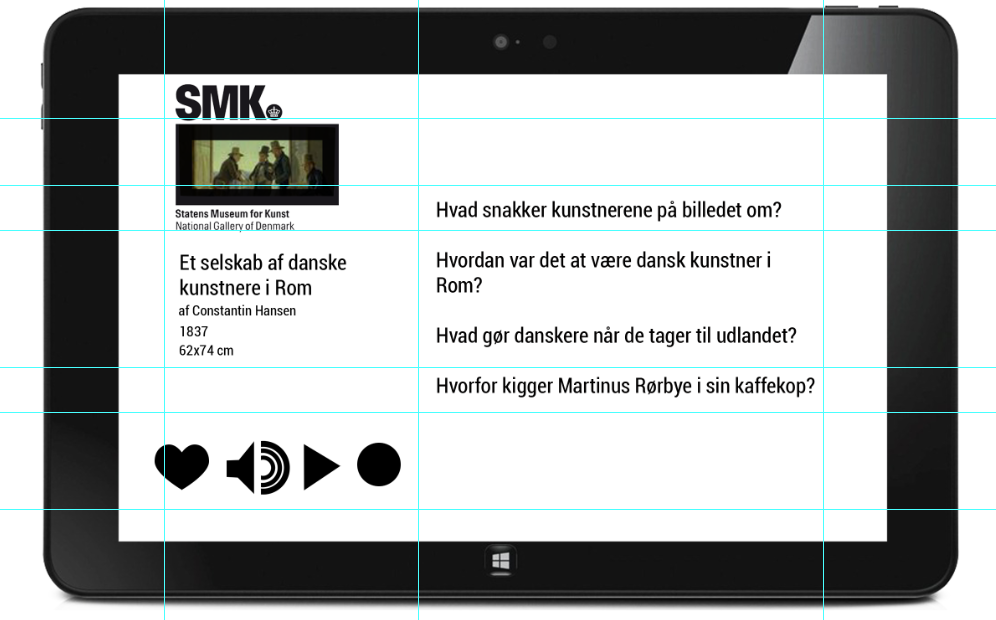 SMK.
Statens Museum for Kunst
National Gallery of Denmark
Et selskab af danske
kunstnere i Rom
af Constantin Hansen
1837
62x74 cm
Hvad snakker kunstnerene på billedet om?
Hvordan var det at være dansk kunstner i
Rom?
Hvad gør danskere når de tager til udlandet?
Hvorfor kigger Martinus Rørbye i sin kaffekop?